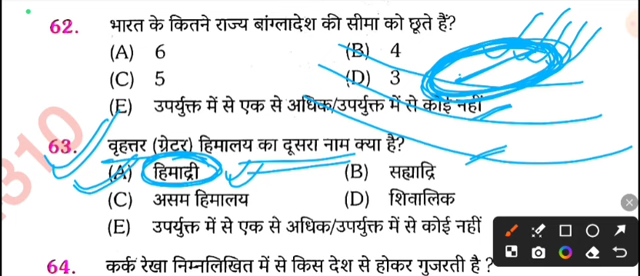 62. भारत के कितने राज्य बांग्लादेश की सीमा को छूते हैं?
(A) 6 (B) 4
(C) 5 (D) 3
(E) उपर्युक्त में से एक से अधिक/उपर्युक्त में से कोई नहीं
63. वृहत्तर (ग्रेटर) हिमालय का दूसरा नाम क्या है?
(A) हिमाद्री (B) सह्याद्रि
(C) असम हिमालय (D) शिवालिक
(E) उपर्युक्त में से एक से अधिक/उपर्युक्त में से कोई नहीं
64. कर्क रेखा निम्नलिखित में से किस देश से होकर गुजरती है ?
310